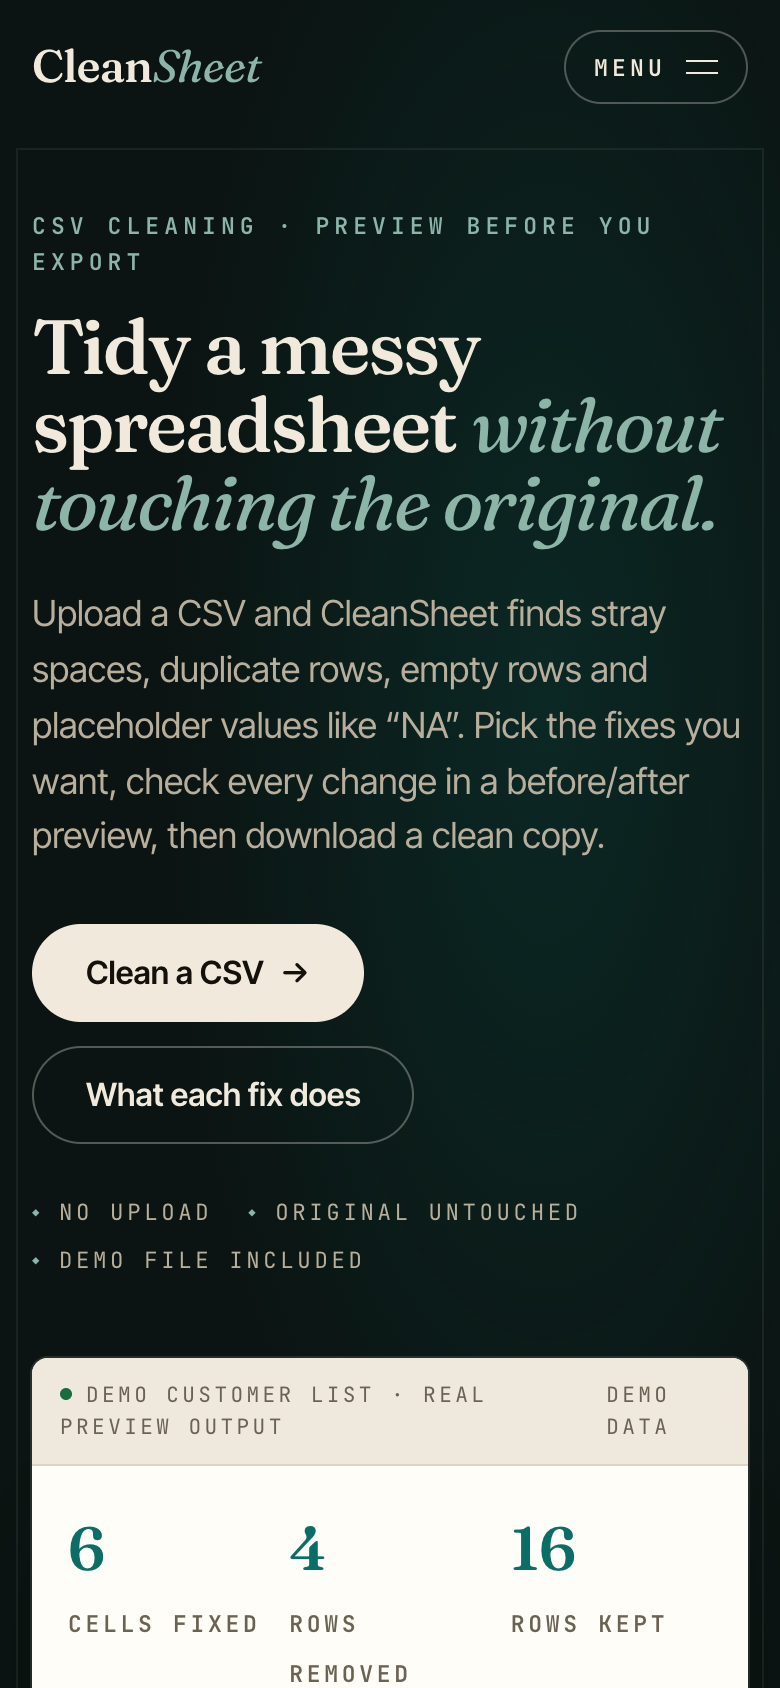 CleanSheet
MENU
CSV CLEANING · PREVIEW BEFORE YOU
EXPORT
Tidy a messy
spreadsheet without
touching the original.
Upload a CSV and CleanSheet finds stray
spaces, duplicate rows, empty rows and
placeholder values like “NA”. Pick the fixes you
want, check every change in a before/after
preview, then download a clean copy.
Clean a CSV →
What each fix does
NO UPLOAD
ORIGINAL UNTOUCHED
DEMO FILE INCLUDED
DEMO CUSTOMER LIST · REAL
PREVIEW OUTPUT
DEMO
DATA
6
CELLS FIXED
4
ROWS
REMOVED
16
ROWS KEPT